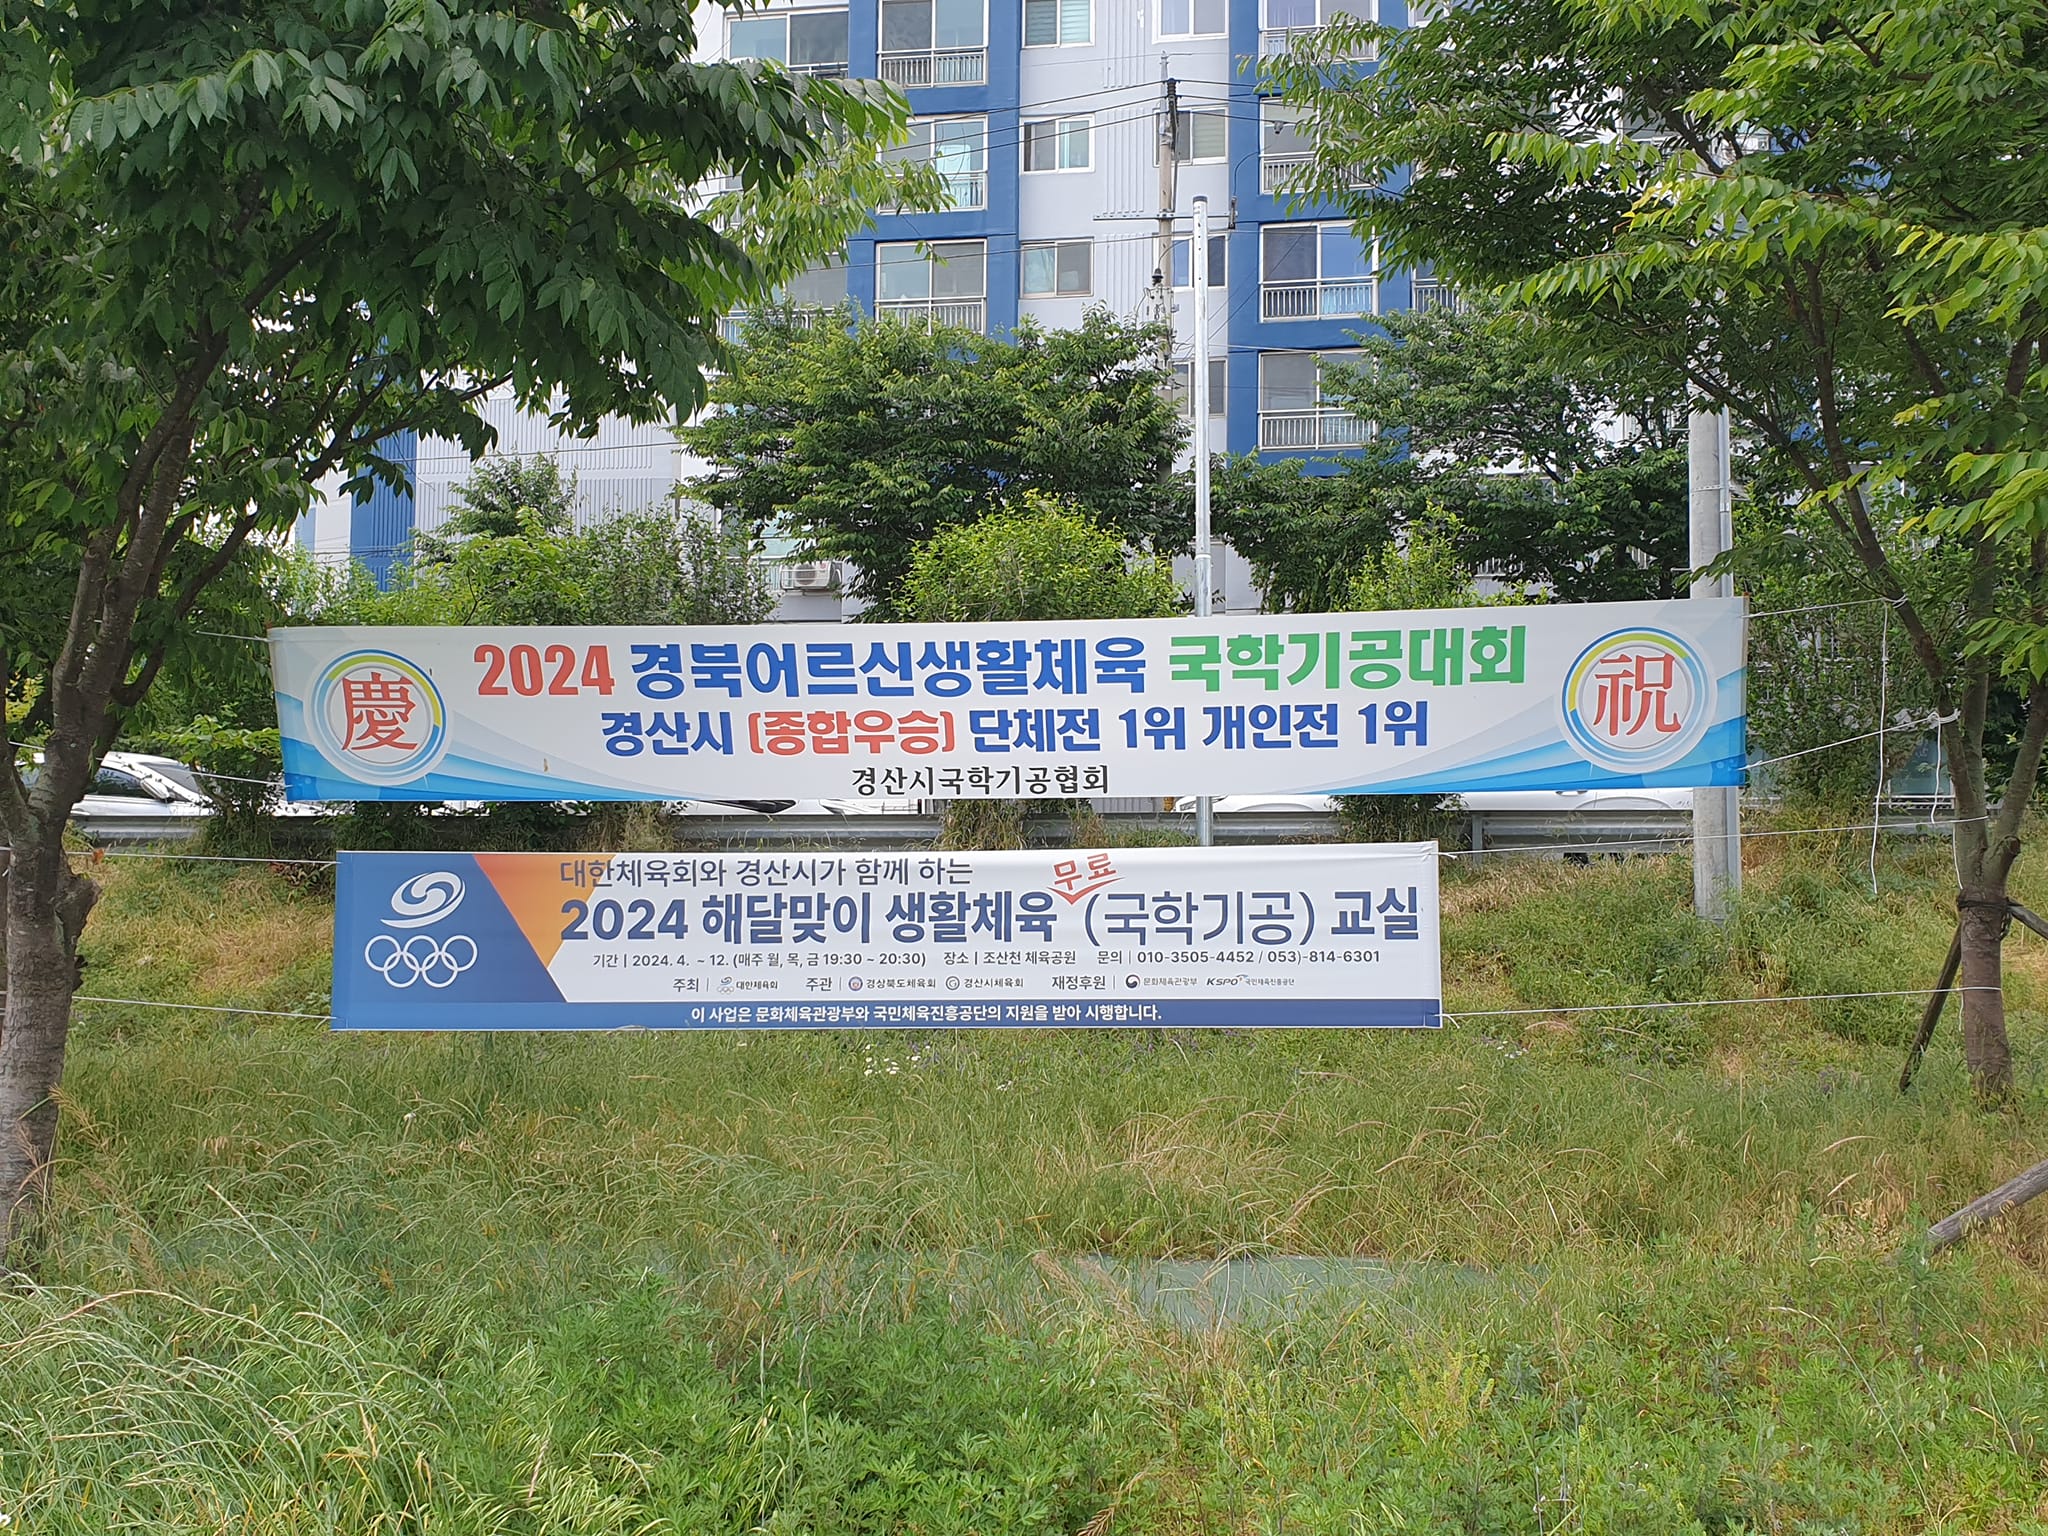 慶
2024 경북어르신생활체육 국학기공대회
경산시 (종합우승) 단체전 1위 개인전 1위
경산시국학기공협회
祝
대한체육회와 경산시가 함께 하는
무료
2024 해달맞이 생활체육 (국학기공) 교실
기간 | 2024. 4. ~ 12. (매주 월, 목, 금 19:30 ~ 20:30) 장소 | 조산천 체육공원 문의 | 010-3505-4452 / 053)-814-6301
주최 | 대한체육회 주관 | 경상북도체육회 경산시체육회 재정후원 | 문화체육관광부 KSPO 국민체육진흥공단
이 사업은 문화체육관광부와 국민체육진흥공단의 지원을 받아 시행합니다.